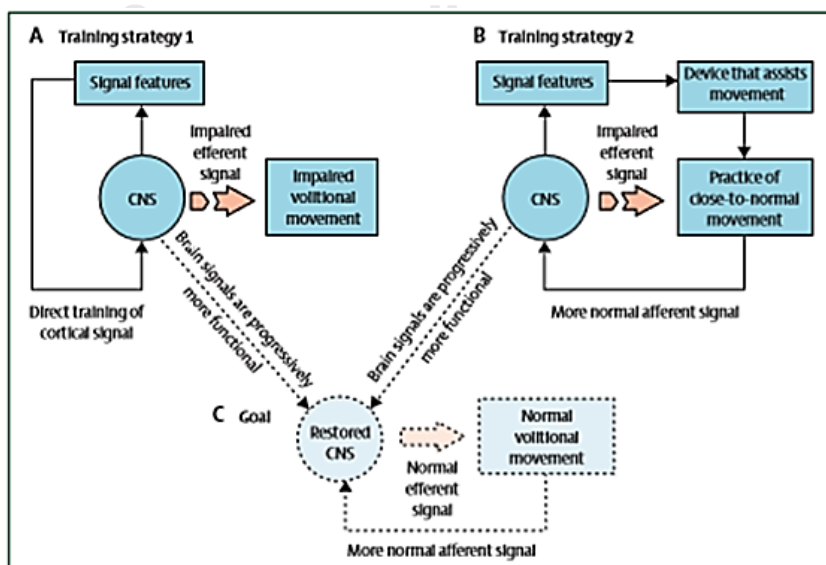 A Training strategy 1
Signal features
Impaired
efferent
signal
CNS
Impaired
volitional
movement
Direct training of
cortical signal
Brain signals are progressively
more functional
B Training strategy 2
Signal features
Device that assists
movement
Impaired
efferent
signal
CNS
Practice of
close-to-normal
movement
More normal afferent signal
Brain signals are progressively
more functional
C Goal
Restored
CNS
Normal
efferent
signal
Normal
volitional
movement
More normal afferent signal